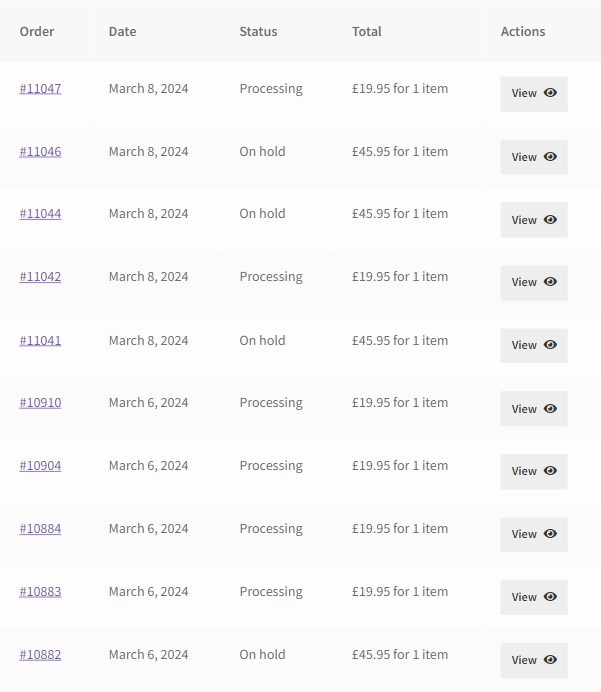 Order Date Status Total Actions
#11047 March 8, 2024 Processing £19.95 for 1 item View
#11046 March 8, 2024 On hold £45.95 for 1 item View
#11044 March 8, 2024 On hold £45.95 for 1 item View
#11042 March 8, 2024 Processing £19.95 for 1 item View
#11041 March 8, 2024 On hold £45.95 for 1 item View
#10910 March 6, 2024 Processing £19.95 for 1 item View
#10904 March 6, 2024 Processing £19.95 for 1 item View
#10884 March 6, 2024 Processing £19.95 for 1 item View
#10883 March 6, 2024 Processing £19.95 for 1 item View
#10882 March 6, 2024 On hold £45.95 for 1 item View